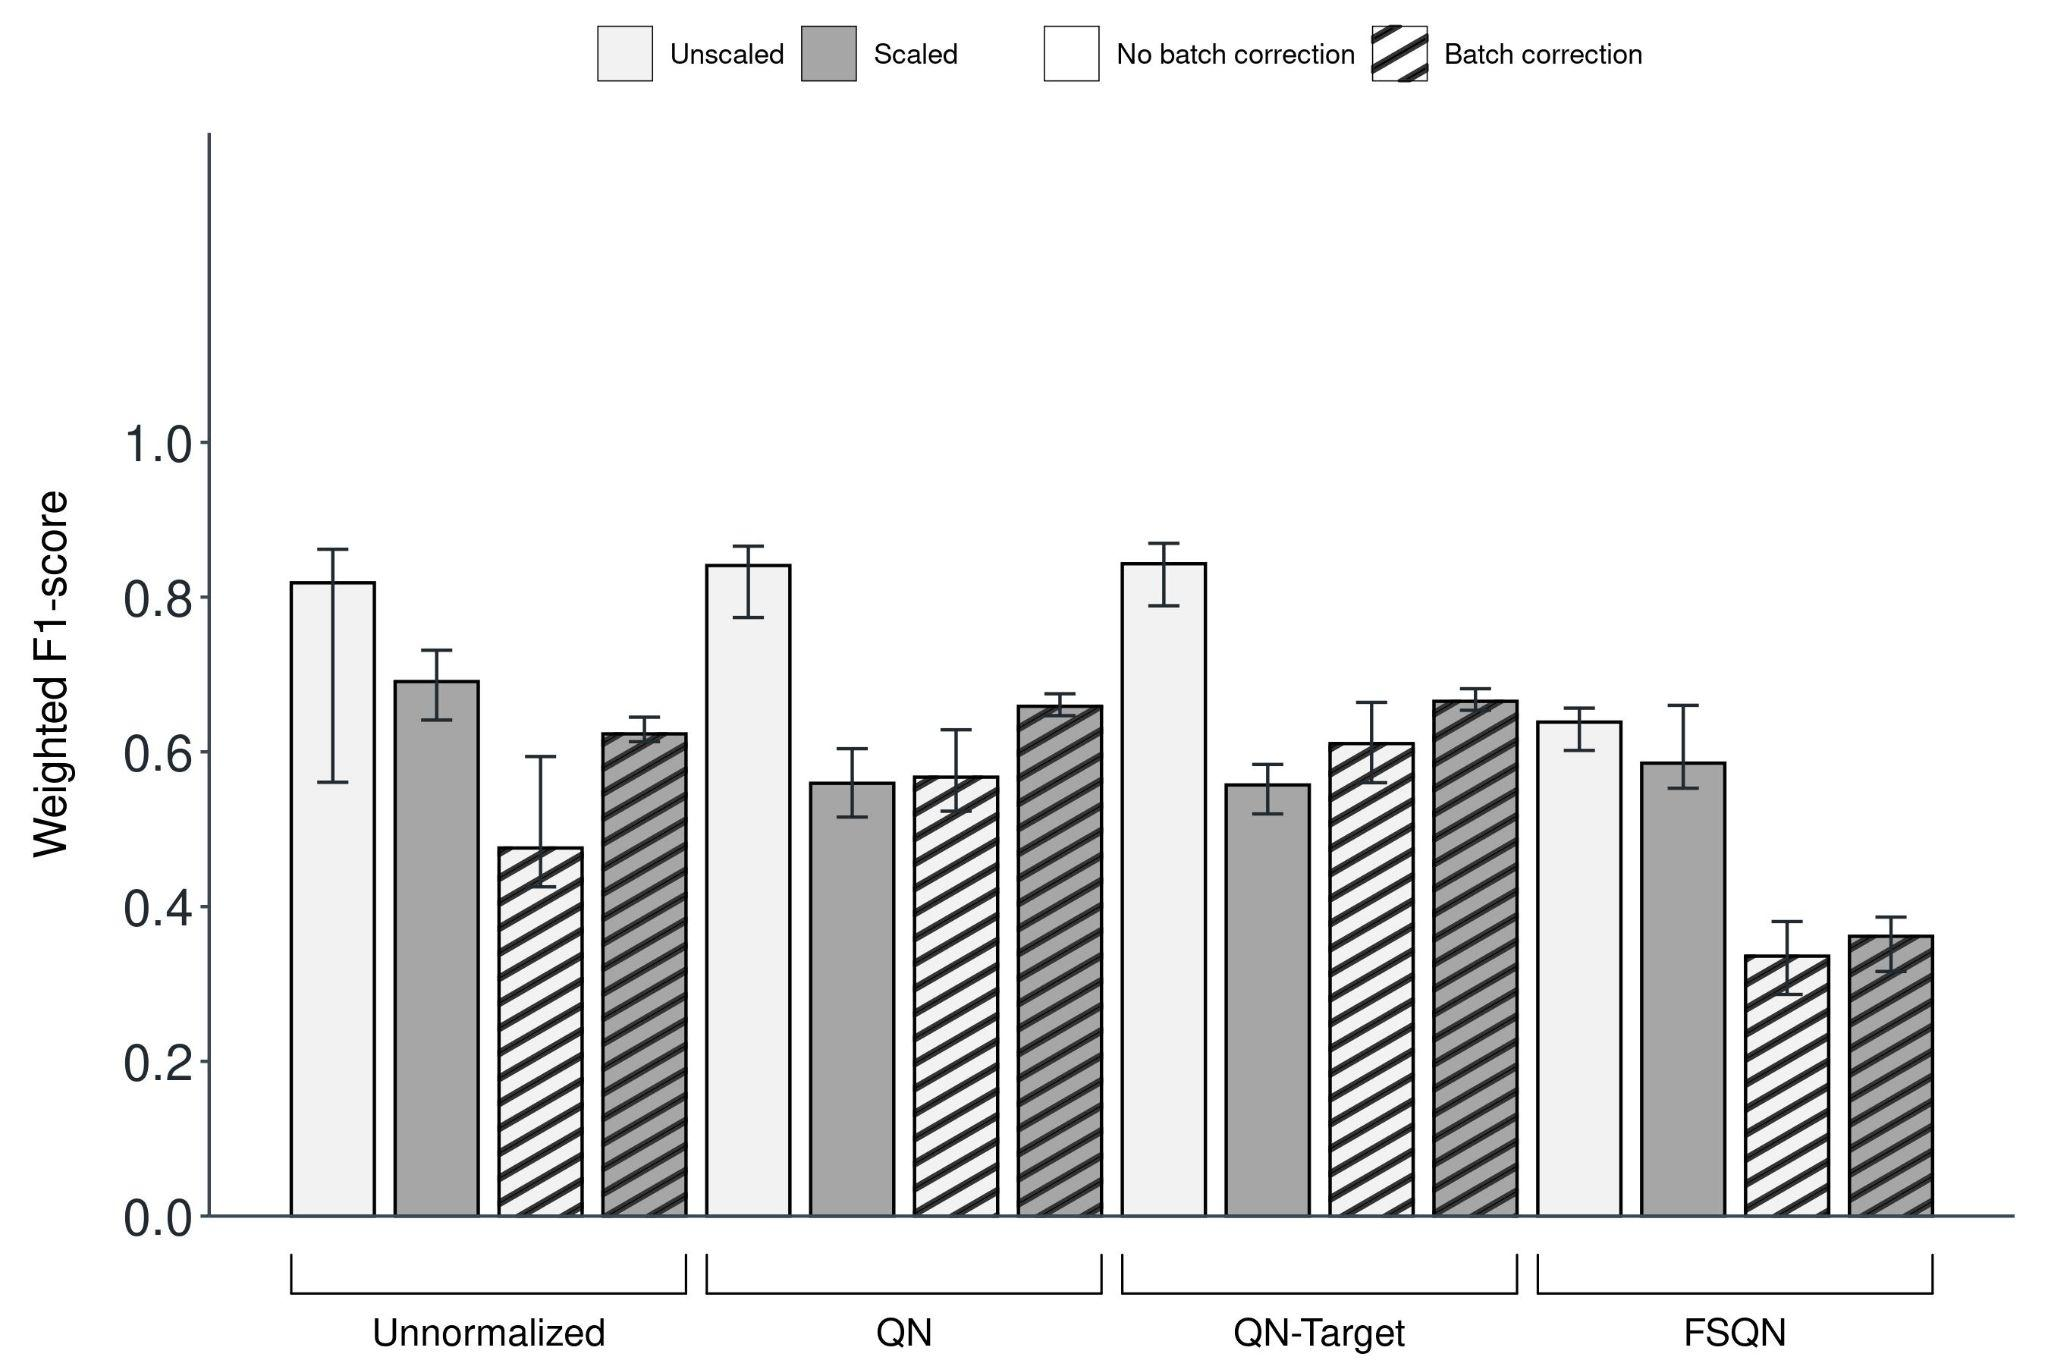 Unscaled Scaled No batch correction Batch correction
Weighted F1-score
1.0
0.8
0.6
0.4
0.2
0.0
Unnormalized QN QN-Target FSQN